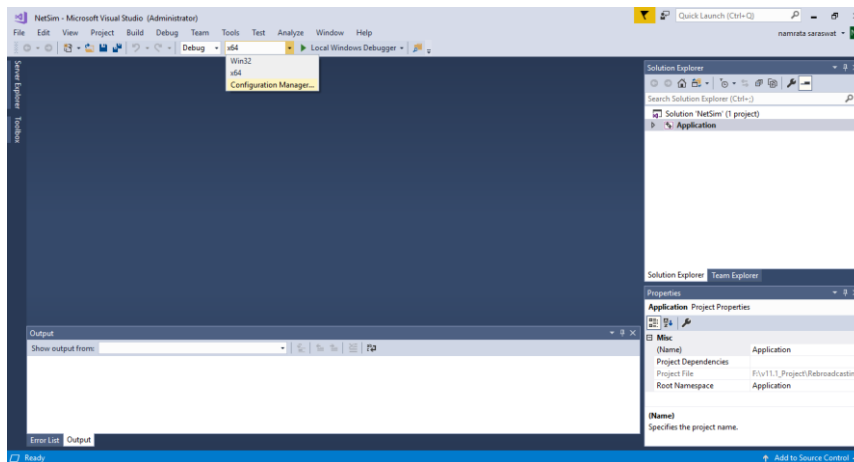 NetSim - Microsoft Visual Studio (Administrator)
Quick Launch (Ctrl+Q)
File Edit View Project Build Debug Team Tools Test Analyze Window Help
namrata saraswat
Debug x64 Local Windows Debugger
Win32
x64
Configuration Manager...
Server Explorer
Toolbox
Solution Explorer
Search Solution Explorer (Ctrl+;)
Solution 'NetSim' (1 project)
Application
Solution Explorer Team Explorer
Properties
Application Project Properties
Misc
(Name) Application
Project Dependencies
Project File F:\v11.1_Project\Rebroadcastin
Root Namespace Application
(Name)
Specifies the project name.
Output
Show output from:
Error List Output
Ready
Add to Source Control